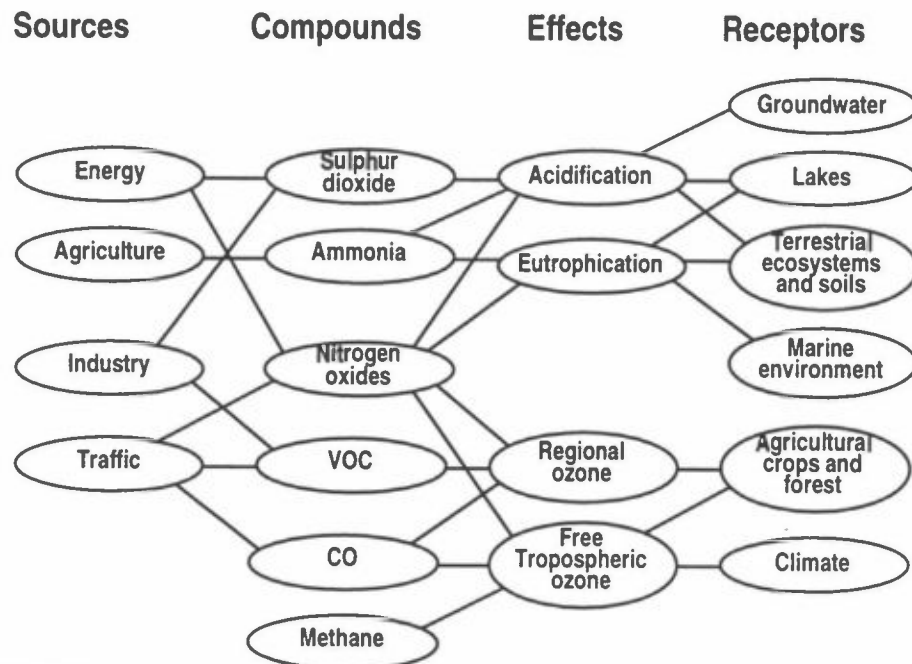 Sources Compounds Effects Receptors
Groundwater
Energy Sulphur dioxide Acidification Lakes
Agriculture Ammonia Eutrophication Terrestrial ecosystems and soils
Industry Nitrogen oxides Marine environment
Traffic VOC Regional ozone Agricultural crops and forest
CO Free Tropospheric ozone Climate
Methane